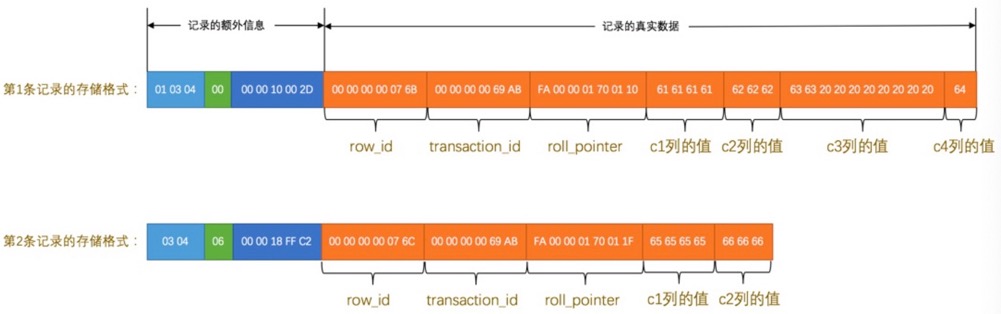 记录的额外信息 记录的真实数据
第1条记录的存储格式： 01 03 04 00 00 00 10 00 2D 00 00 00 00 07 6B 00 00 00 00 69 AB FA 00 00 01 70 01 10 61 61 61 61 62 62 62 63 63 20 20 20 20 20 20 20 20 64
row_id transaction_id roll_pointer c1列的值 c2列的值 c3列的值 c4列的值
第2条记录的存储格式： 03 04 06 00 00 18 FF C2 00 00 00 00 07 6C 00 00 00 00 69 AB FA 00 00 01 70 01 1F 65 65 65 65 66 66 66
row_id transaction_id roll_pointer c1列的值 c2列的值